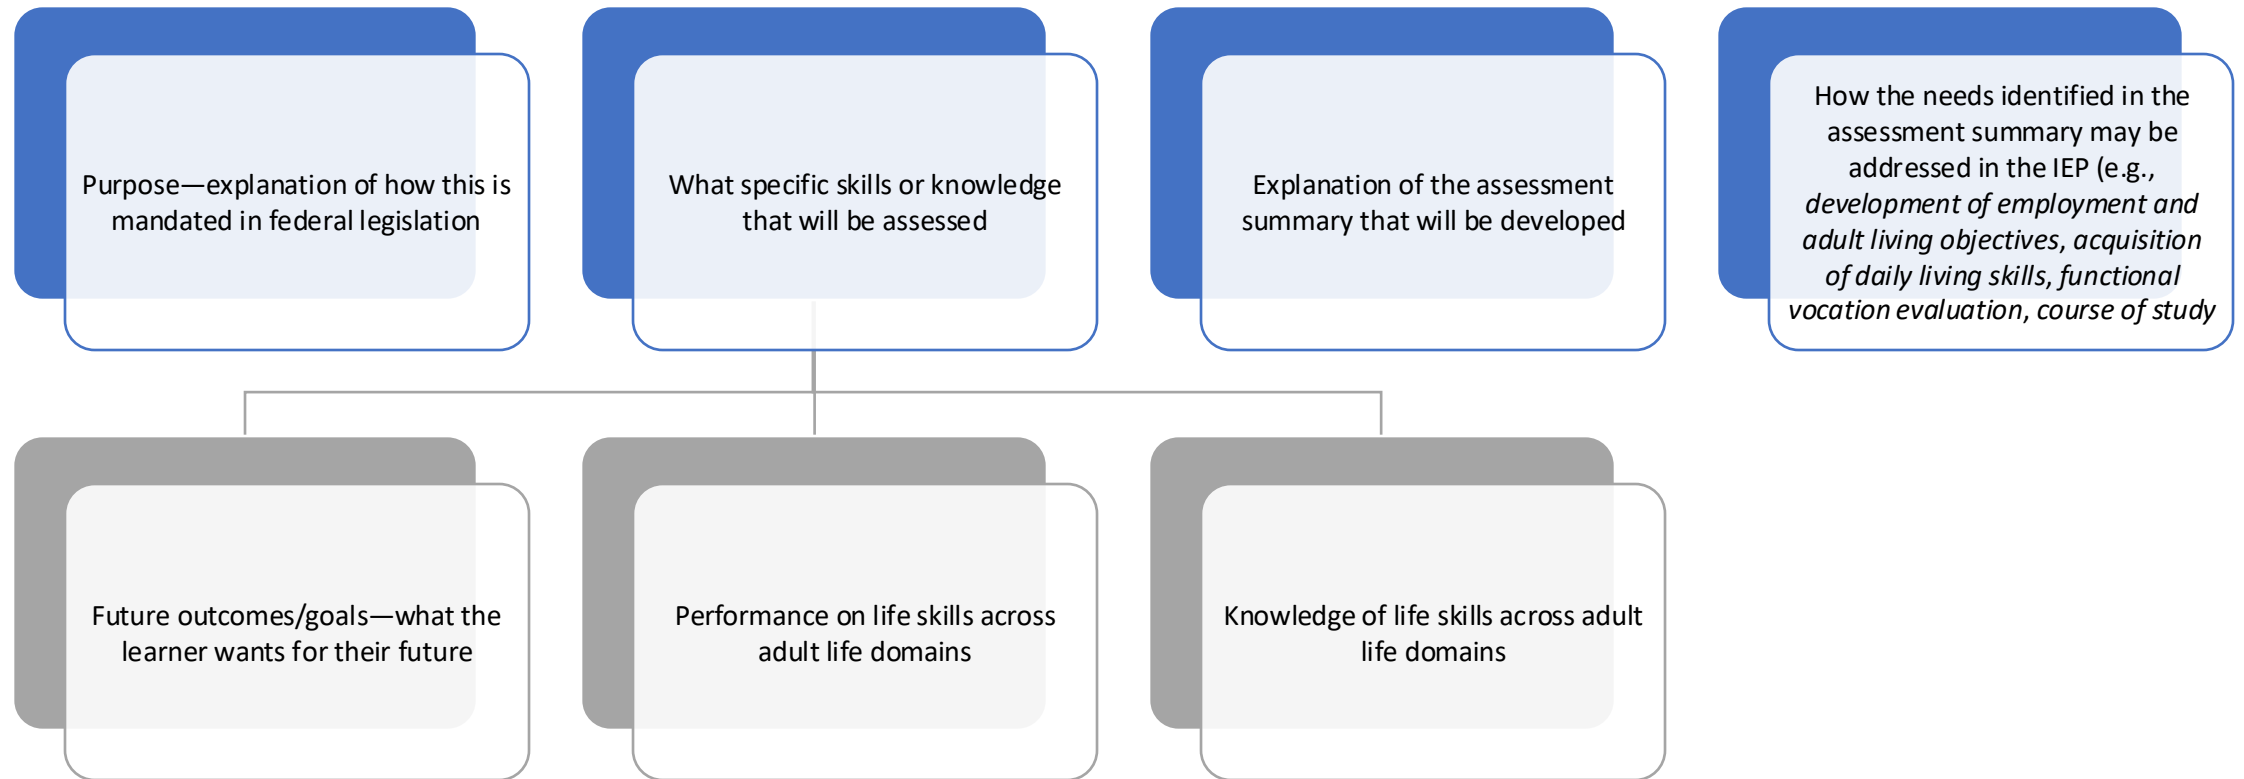 Purpose—explanation of how this is
mandated in federal legislation
What specific skills or knowledge
that will be assessed
Explanation of the assessment
summary that will be developed
How the needs identified in the
assessment summary may be
addressed in the IEP (e.g.,
development of employment and
adult living objectives, acquisition
of daily living skills, functional
vocation evaluation, course of study
Future outcomes/goals—what the
learner wants for their future
Performance on life skills across
adult life domains
Knowledge of life skills across adult
life domains